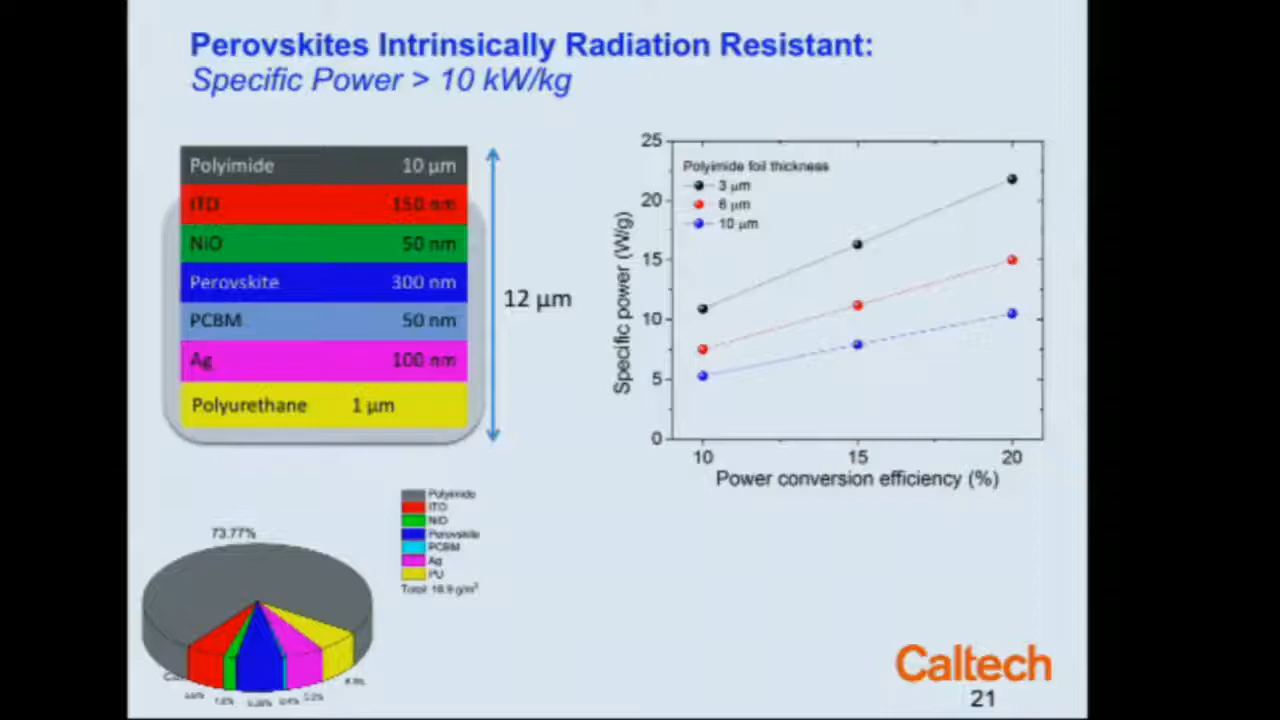 Perovskites Intrinsically Radiation Resistant:
Specific Power > 10 kW/kg
Polyimide 10 µm
ITO 150 nm
NiO 50 nm
Perovskite 300 nm
PCBM 50 nm
Ag 100 nm
Polyurethane 1 µm
12 µm
25
20
15
10
5
0
Specific power (W/g)
Polyimide foil thickness
3 µm
6 µm
10 µm
10 15 20
Power conversion efficiency (%)
73.77%
Polyimide
ITO
NiO
Perovskite
PCBM
Ag
PU
Caltech
21